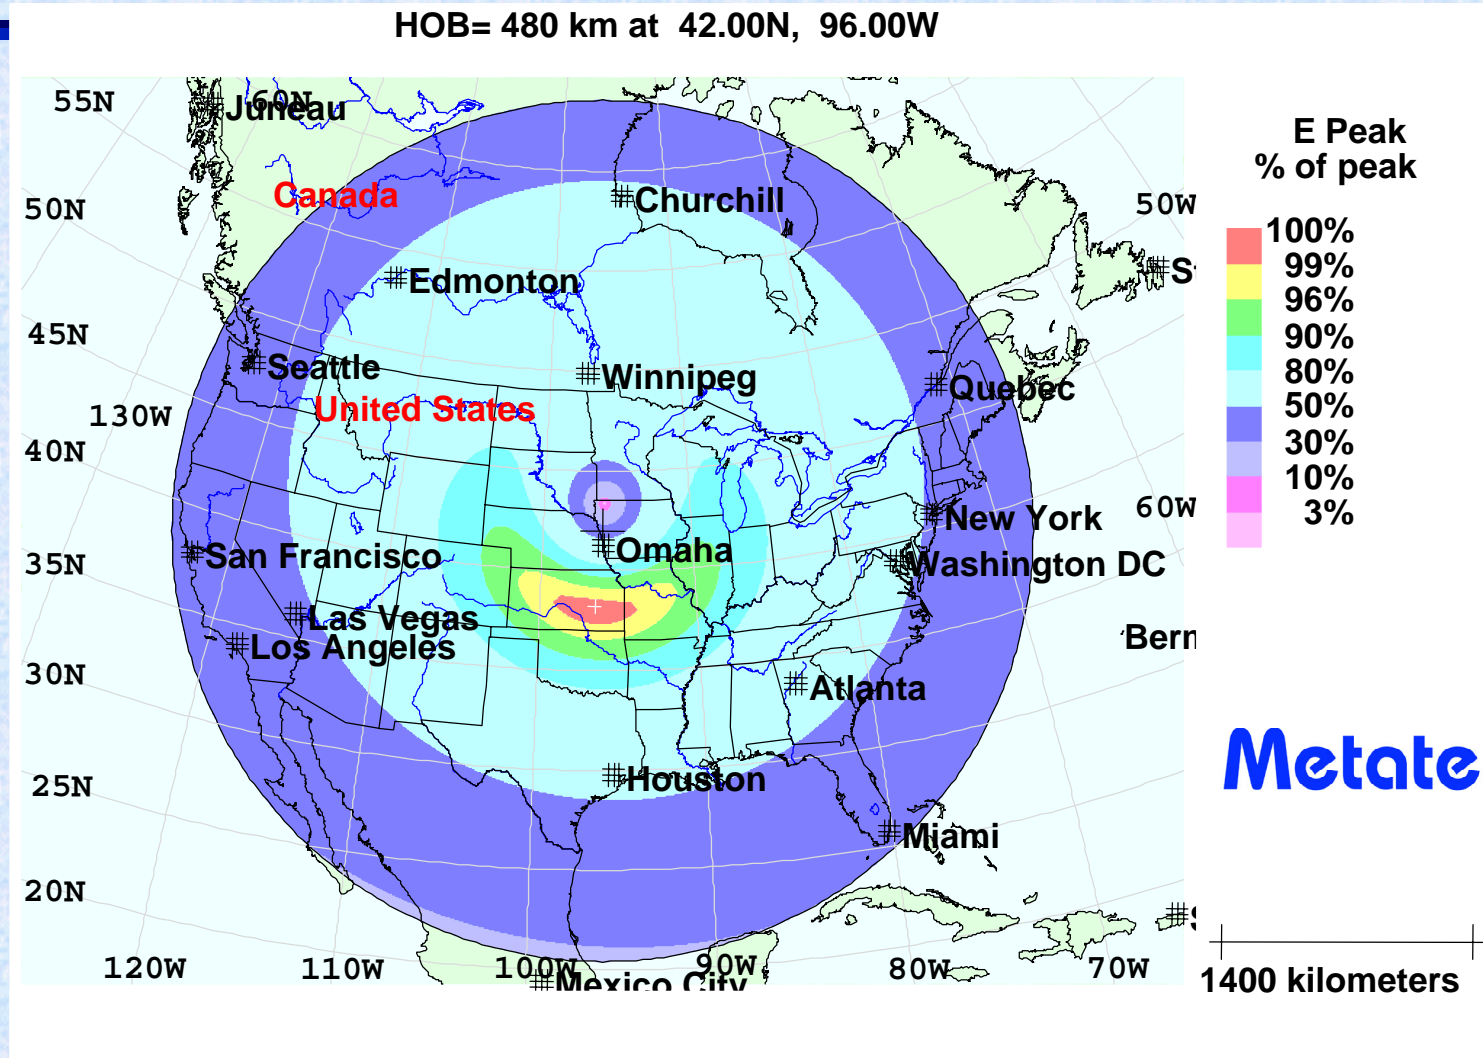 HOB= 480 km at 42.00N, 96.00W
55N
60N
Juneau
Canada
Churchill
50N
50W
Edmonton
45N
Seattle
Winnipeg
Quebec
United States
130W
40N
New York
60W
35N
San Francisco
Omaha
Washington DC
Las Vegas
Los Angeles
30N
Atlanta
25N
Houston
Miami
20N
120W
110W
100W
90W
80W
70W
Mexico City
E Peak
% of peak
100%
99%
96%
90%
80%
50%
30%
10%
3%
Metate
1400 kilometers